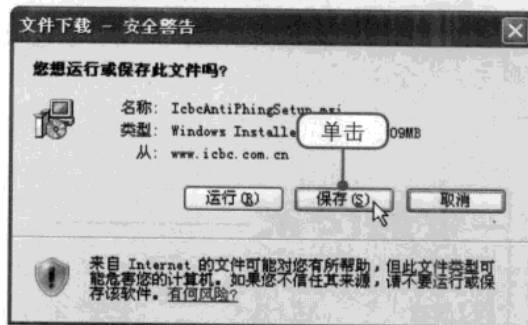 文件下载 - 安全警告
您想运行或保存此文件吗?
名称: IcbcAntiPhingSetup.msi
类型: Windows Installe 09MB
单击
从: www.icbc.com.cn
运行(R) 保存(S) 取消
来自 Internet 的文件可能对您有所帮助,但此文件类型可
能危害您的计算机。如果您不信任其来源,请不要运行或保
存该软件。有何风险?